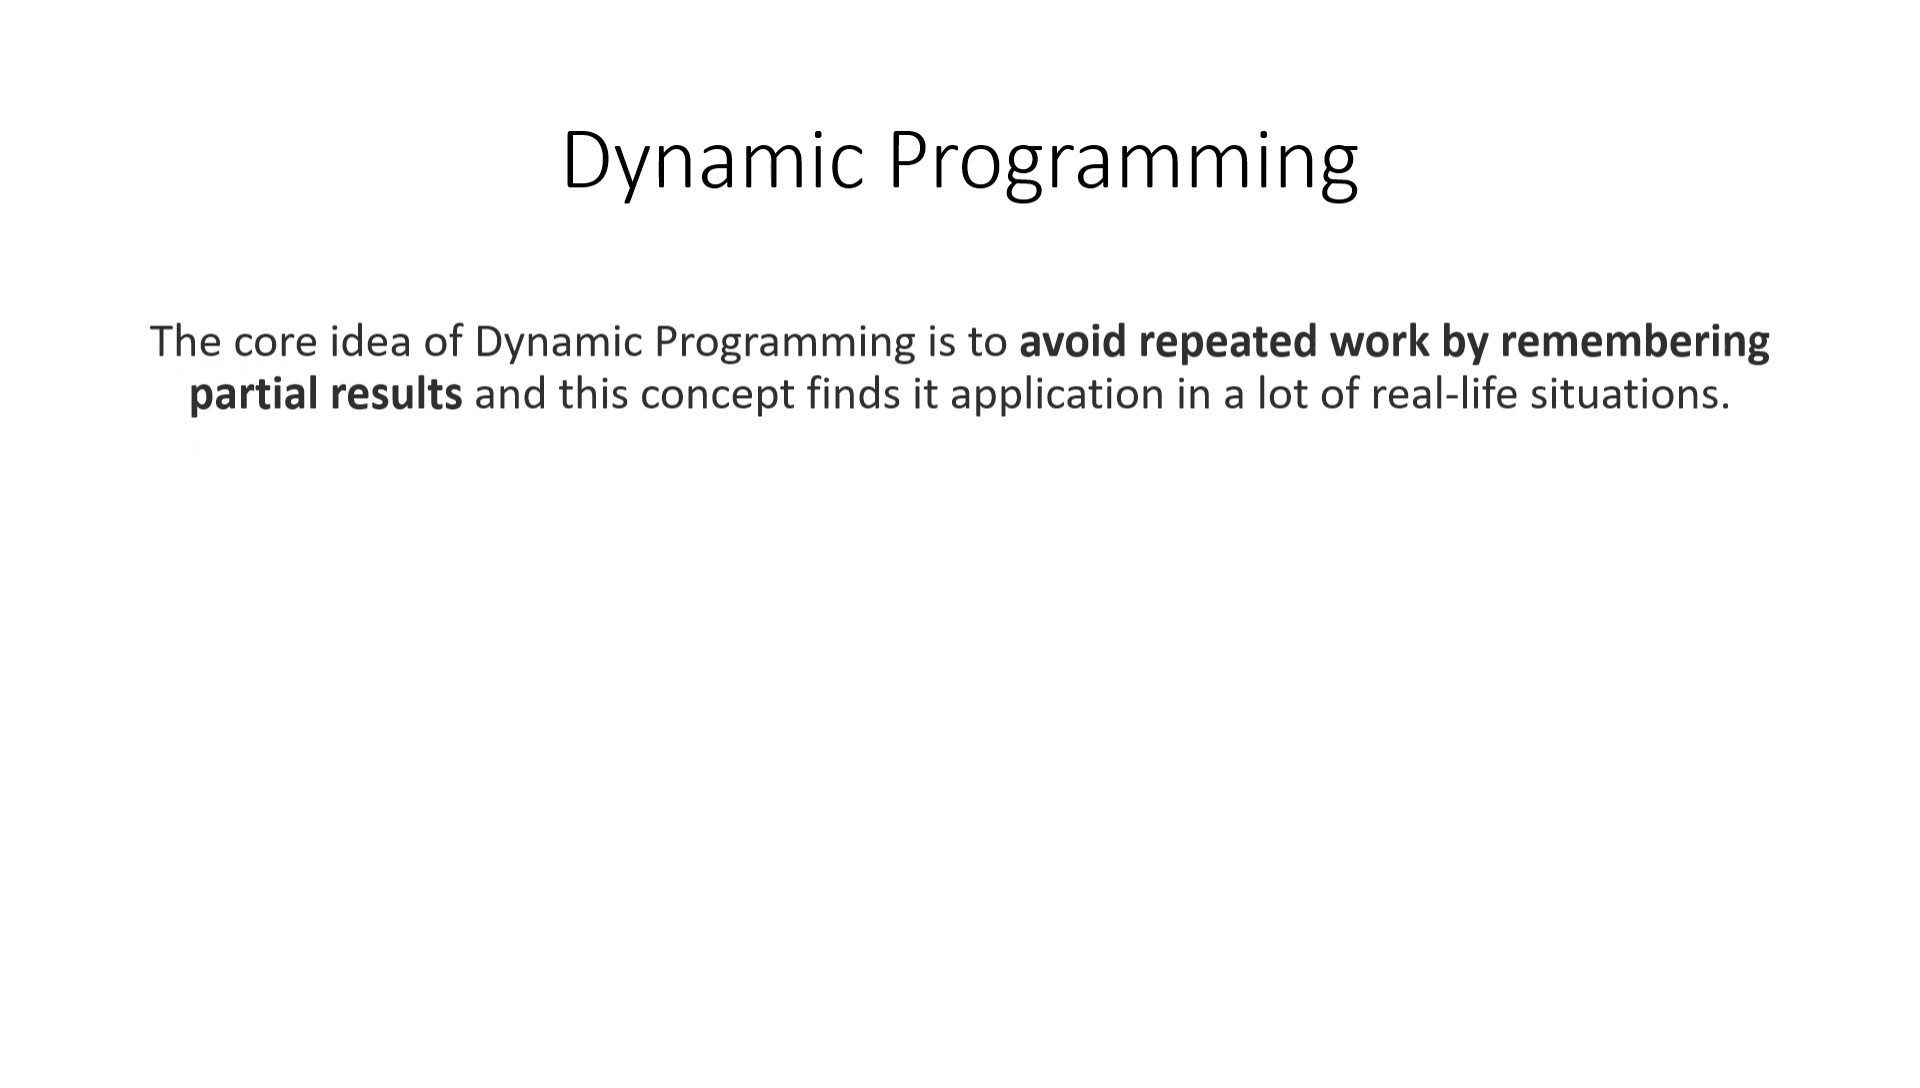 Dynamic Programming
The core idea of Dynamic Programming is to avoid repeated work by remembering
partial results and this concept finds it application in a lot of real-life situations.